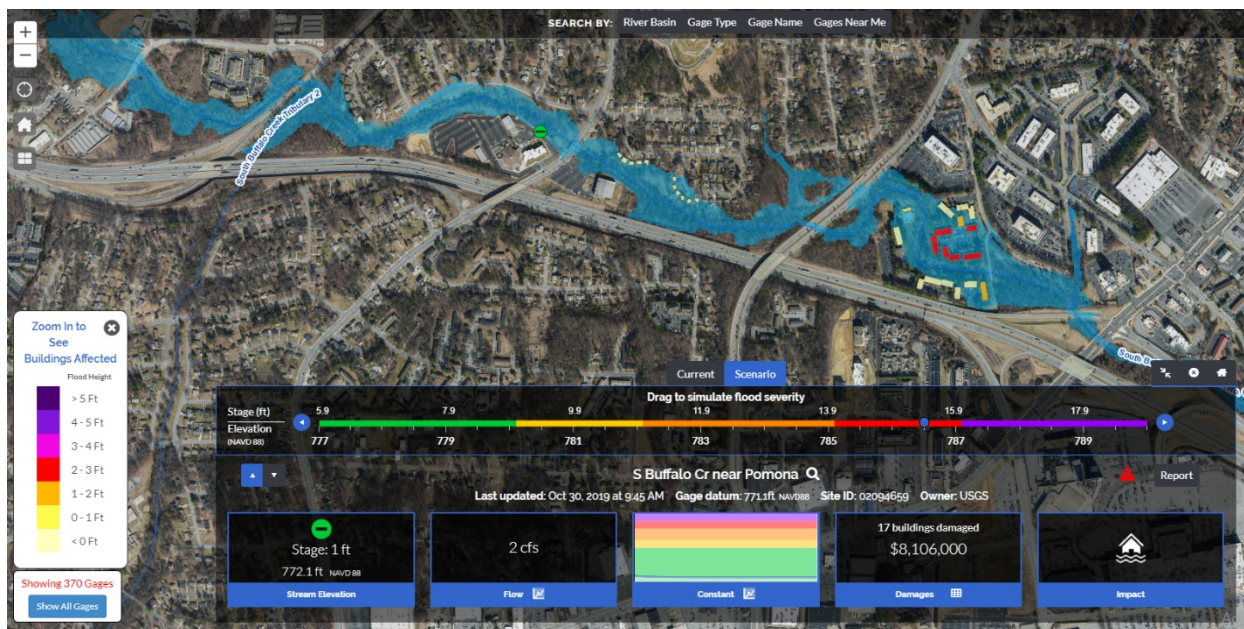 SEARCH BY: River Basin Gage Type Gage Name Gages Near Me
+
−
South Buffalo Creek Tributary 2
South B
Zoom In to
See
Buildings Affected
Flood Height
> 5 Ft
4 - 5 Ft
3 - 4 Ft
2 - 3 Ft
1 - 2 Ft
0 - 1 Ft
< 0 Ft
Showing 370 Gages
Show All Gages
Current Scenario
Drag to simulate flood severity
Stage (ft) 5.9 7.9 9.9 11.9 13.9 15.9 17.9
Elevation
(NAVD 88) 777 779 781 783 785 787 789
S Buffalo Cr near Pomona
Report
Last updated: Oct 30, 2019 at 9:45 AM Gage datum: 771.1ft NAVD88 Site ID: 02094659 Owner: USGS
Stage: 1 ft
772.1 ft NAVD 88
Stream Elevation
2 cfs
Flow
Constant
17 buildings damaged
$8,106,000
Damages
Impact